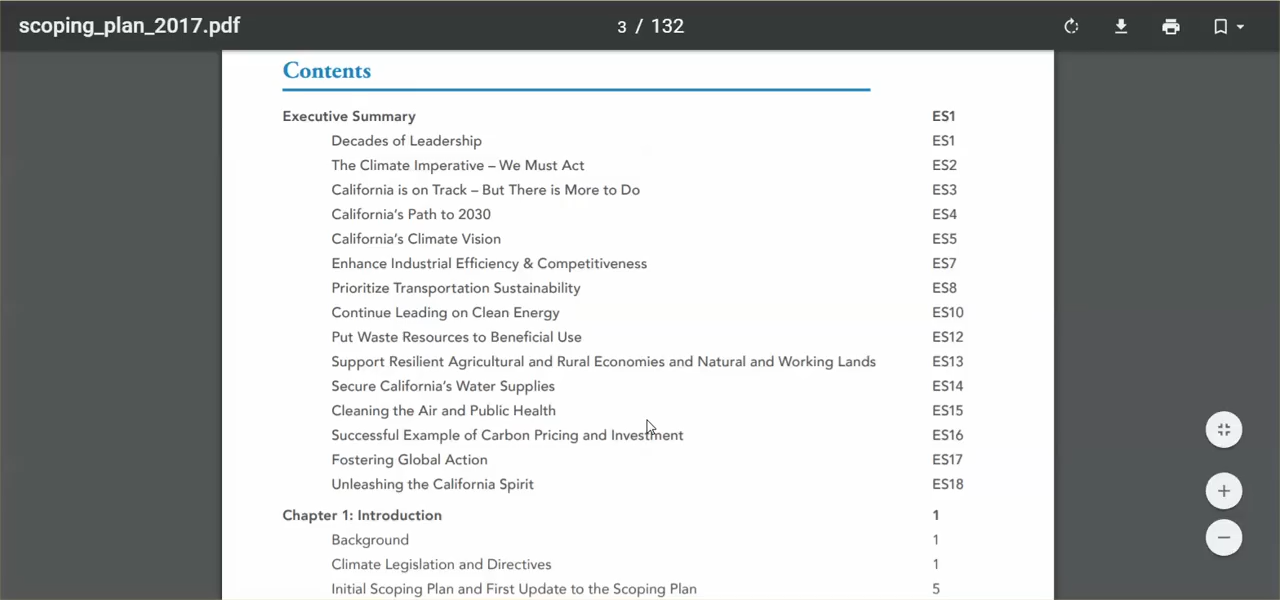 scoping_plan_2017.pdf 3 / 132
Contents
Executive Summary ES1
Decades of Leadership ES1
The Climate Imperative – We Must Act ES2
California is on Track – But There is More to Do ES3
California's Path to 2030 ES4
California's Climate Vision ES5
Enhance Industrial Efficiency & Competitiveness ES7
Prioritize Transportation Sustainability ES8
Continue Leading on Clean Energy ES10
Put Waste Resources to Beneficial Use ES12
Support Resilient Agricultural and Rural Economies and Natural and Working Lands ES13
Secure California's Water Supplies ES14
Cleaning the Air and Public Health ES15
Successful Example of Carbon Pricing and Investment ES16
Fostering Global Action ES17
Unleashing the California Spirit ES18
Chapter 1: Introduction 1
Background 1
Climate Legislation and Directives 1
Initial Scoping Plan and First Update to the Scoping Plan 5